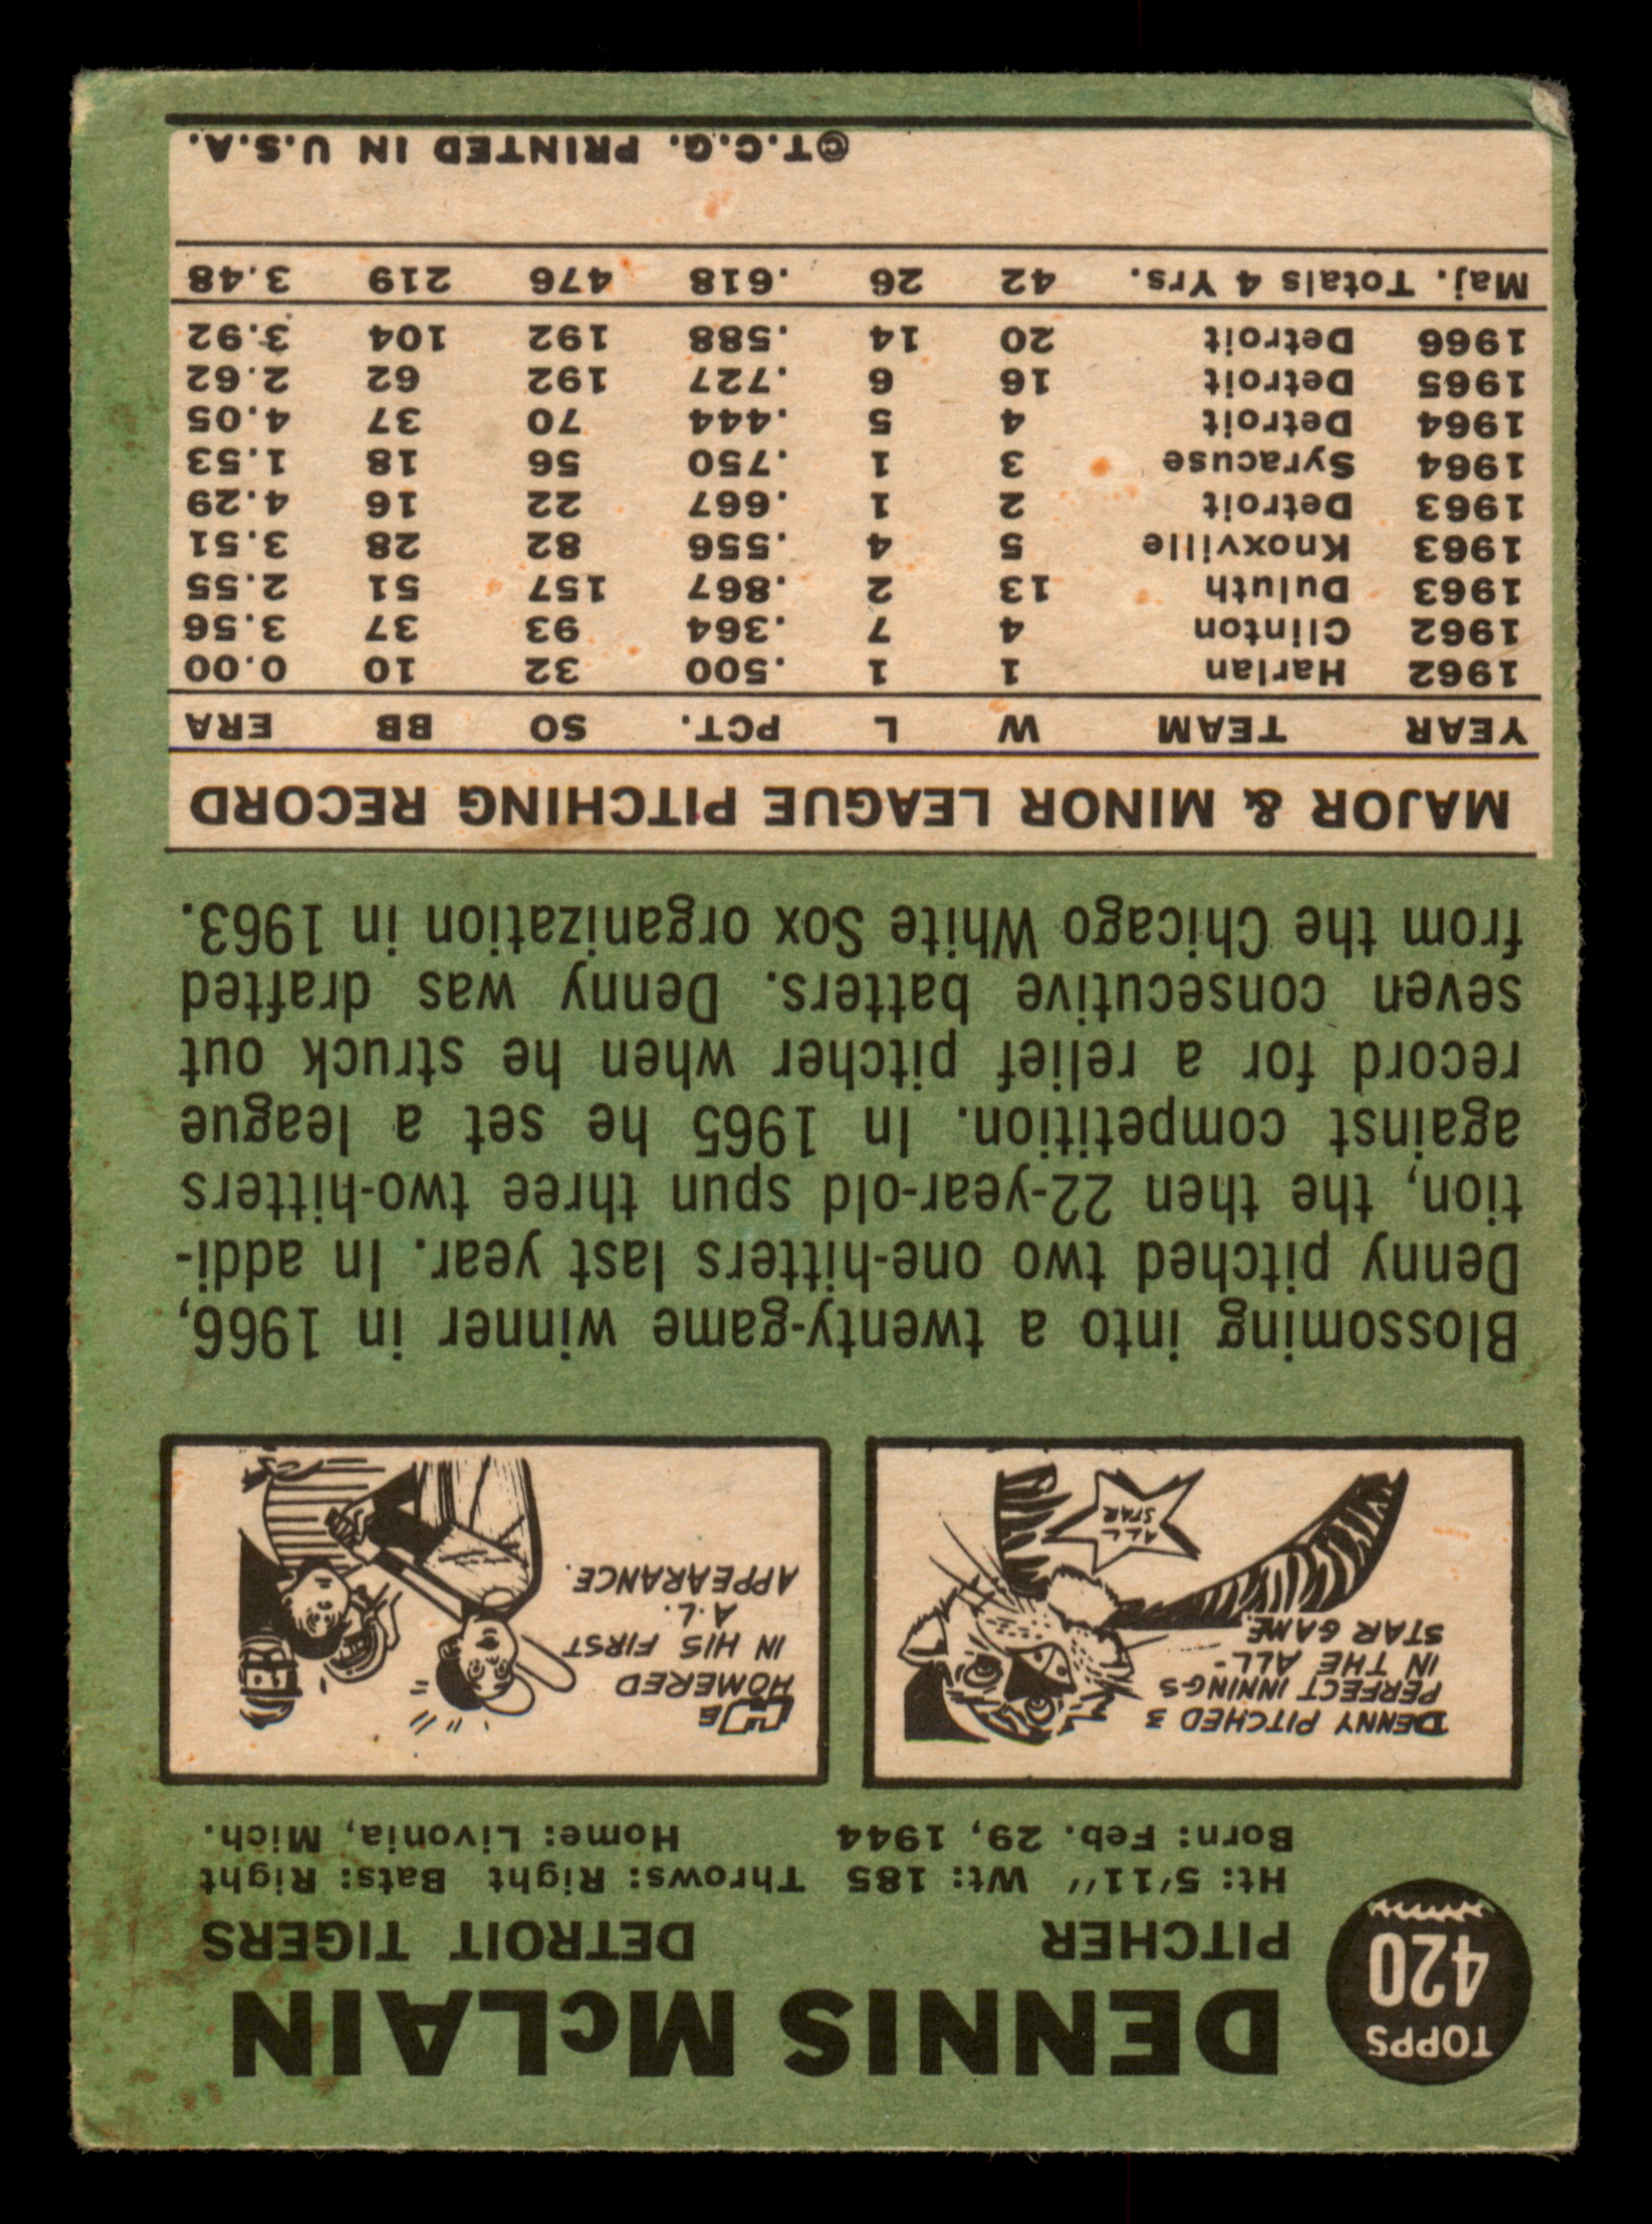 TOPPS
420
DENNIS McLAIN
PITCHER DETROIT TIGERS
Ht: 5'11" Wt: 185 Throws: Right Bats: Right
Born: Feb. 29, 1944 Home: Livonia, Mich.
DENNY PITCHED 3
PERFECT INNINGS
IN THE ALL-
STAR GAME.
ALL
STAR
HE
HOMERED
IN HIS FIRST
A.L.
APPEARANCE.
Blossoming into a twenty-game winner in 1966,
Denny pitched two one-hitters last year. In addi-
tion, the then 22-year-old spun three two-hitters
against competition. In 1965 he set a league
record for a relief pitcher when he struck out
seven consecutive batters. Denny was drafted
from the Chicago White Sox organization in 1963.
MAJOR & MINOR LEAGUE PITCHING RECORD
YEAR TEAM W L PCT. SO BB ERA
1962 Harlan 1 1 .500 32 10 0.00
1962 Clinton 4 7 .364 93 37 3.56
1963 Duluth 13 2 .867 157 51 2.55
1963 Knoxville 5 4 .556 82 28 3.51
1963 Detroit 2 1 .667 22 16 4.29
1964 Syracuse 3 1 .750 56 18 1.53
1964 Detroit 4 5 .444 70 37 4.05
1965 Detroit 16 6 .727 192 62 2.62
1966 Detroit 20 14 .588 192 104 3.92
Maj. Totals 4 Yrs. 42 26 .618 476 219 3.48
©T.C.G. PRINTED IN U.S.A.